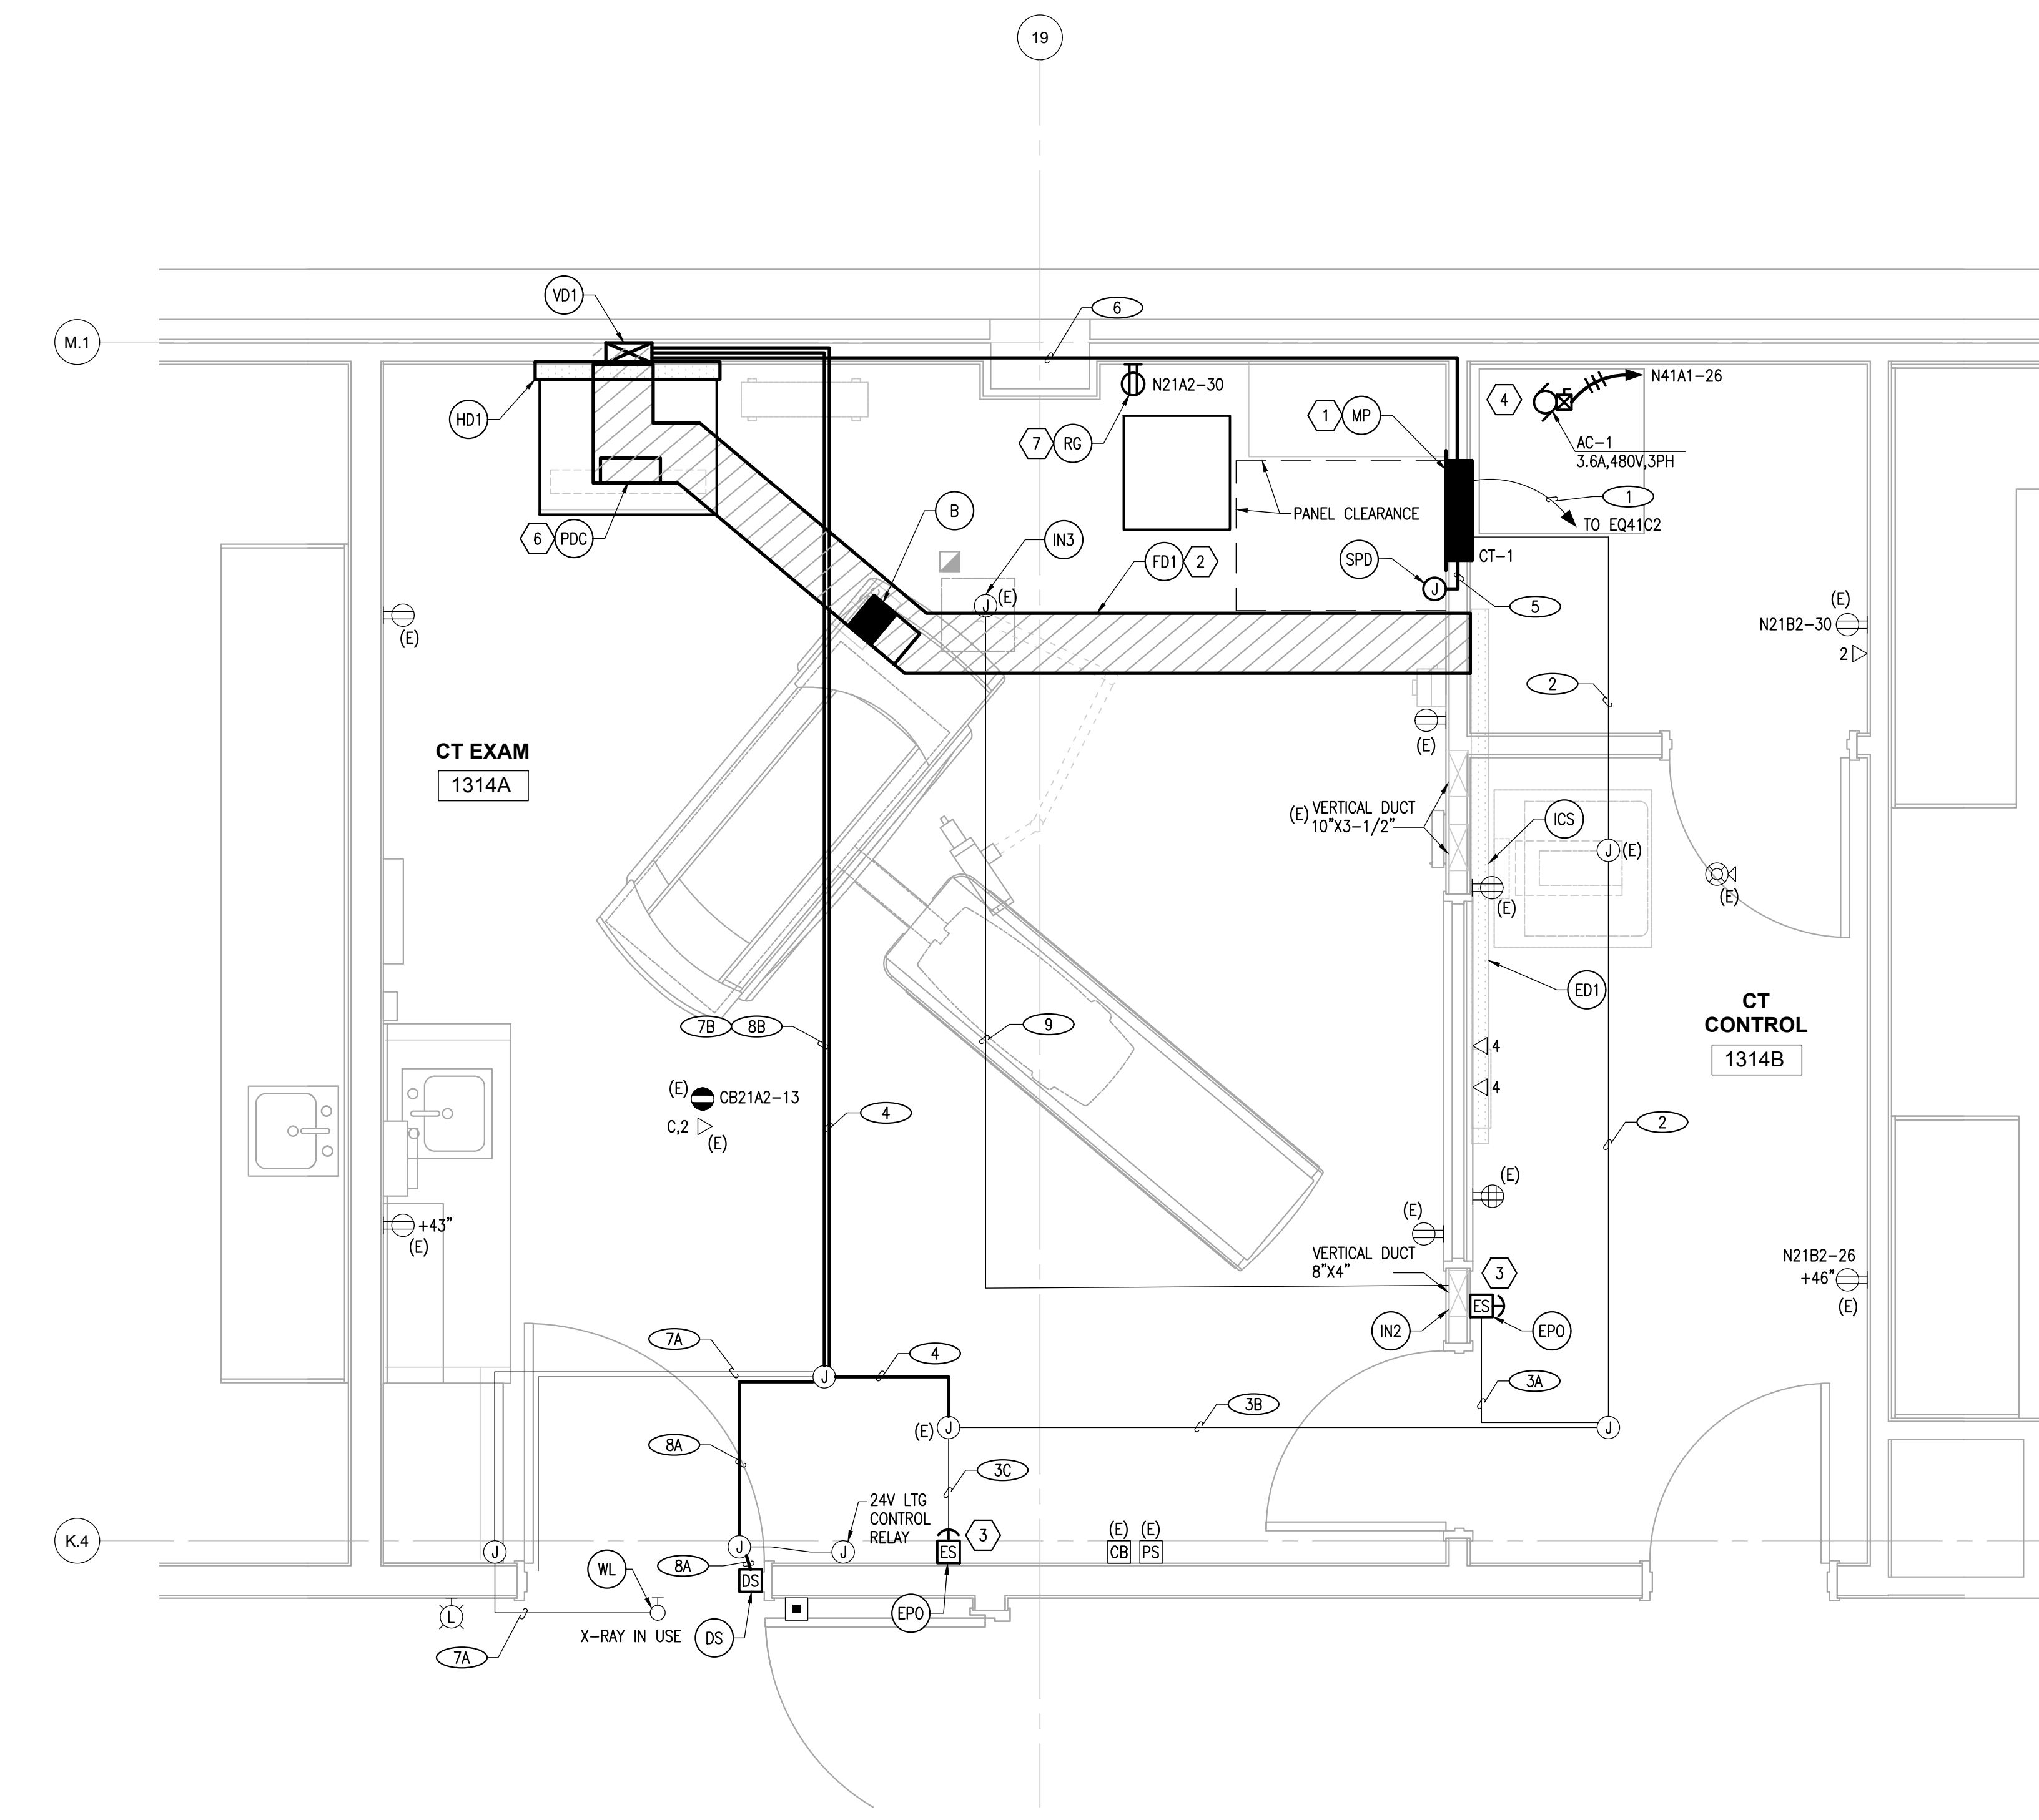 19
VD1
6
M.1
N21A2-30
4
N41A1-26
HD1
7
RG
1
MP
AC-1
3.6A,480V,3PH
1
B
PANEL CLEARANCE
TO EQ41C2
6
PDC
IN3
FD1
2
SPD
CT-1
J
(E)
J
5
(E)
(E)
N21B2-30
2
2
(E)
CT EXAM
1314A
(E)
VERTICAL DUCT
10"X3-1/2"
ICS
J
(E)
(E)
(E)
ED1
CT
CONTROL
1314B
7B
8B
9
4
4
(E)
CB21A2-13
C,2
(E)
4
2
(E)
(E)
+43"
(E)
VERTICAL DUCT
8"X4"
3
N21B2-26
+46"
(E)
ES
IN2
EPO
7A
4
J
3A
(E)
J
3B
J
8A
3C
24V LTG
CONTROL
RELAY
3
(E)
(E)
K.4
J
J
J
ES
CB
PS
WL
8A
DS
L
EPO
X-RAY IN USE
DS
7A